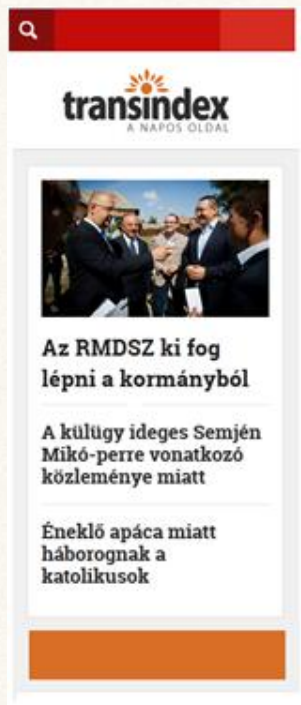 transindex
A NAPOS OLDAL
Az RMDSZ ki fog
lépni a kormányból
A külügy ideges Semjén
Mikó-perre vonatkozó
közleménye miatt
Éneklő apáca miatt
háborognak a
katolikusok